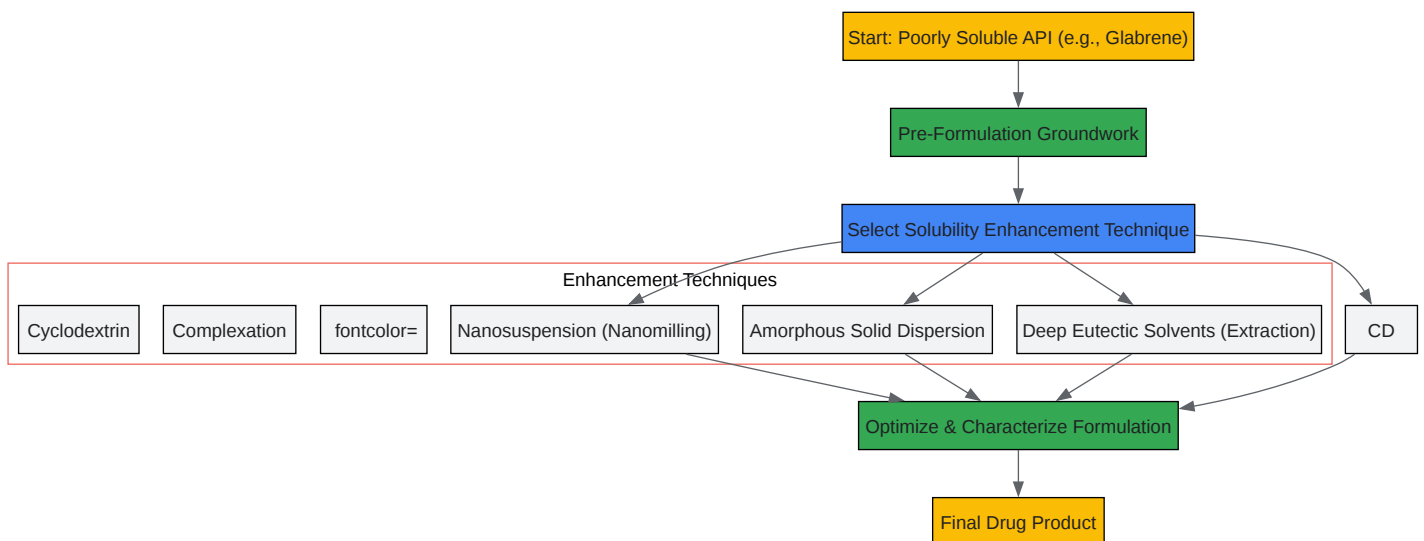 Start: Poorly Soluble API (e.g., Glabrene)
Pre-Formulation Groundwork
Select Solubility Enhancement Technique
Enhancement Techniques
Cyclodextrin
Complexation
fontcolor=
Nanosuspension (Nanomilling)
Amorphous Solid Dispersion
Deep Eutectic Solvents (Extraction)
CD
Optimize & Characterize Formulation
Final Drug Product